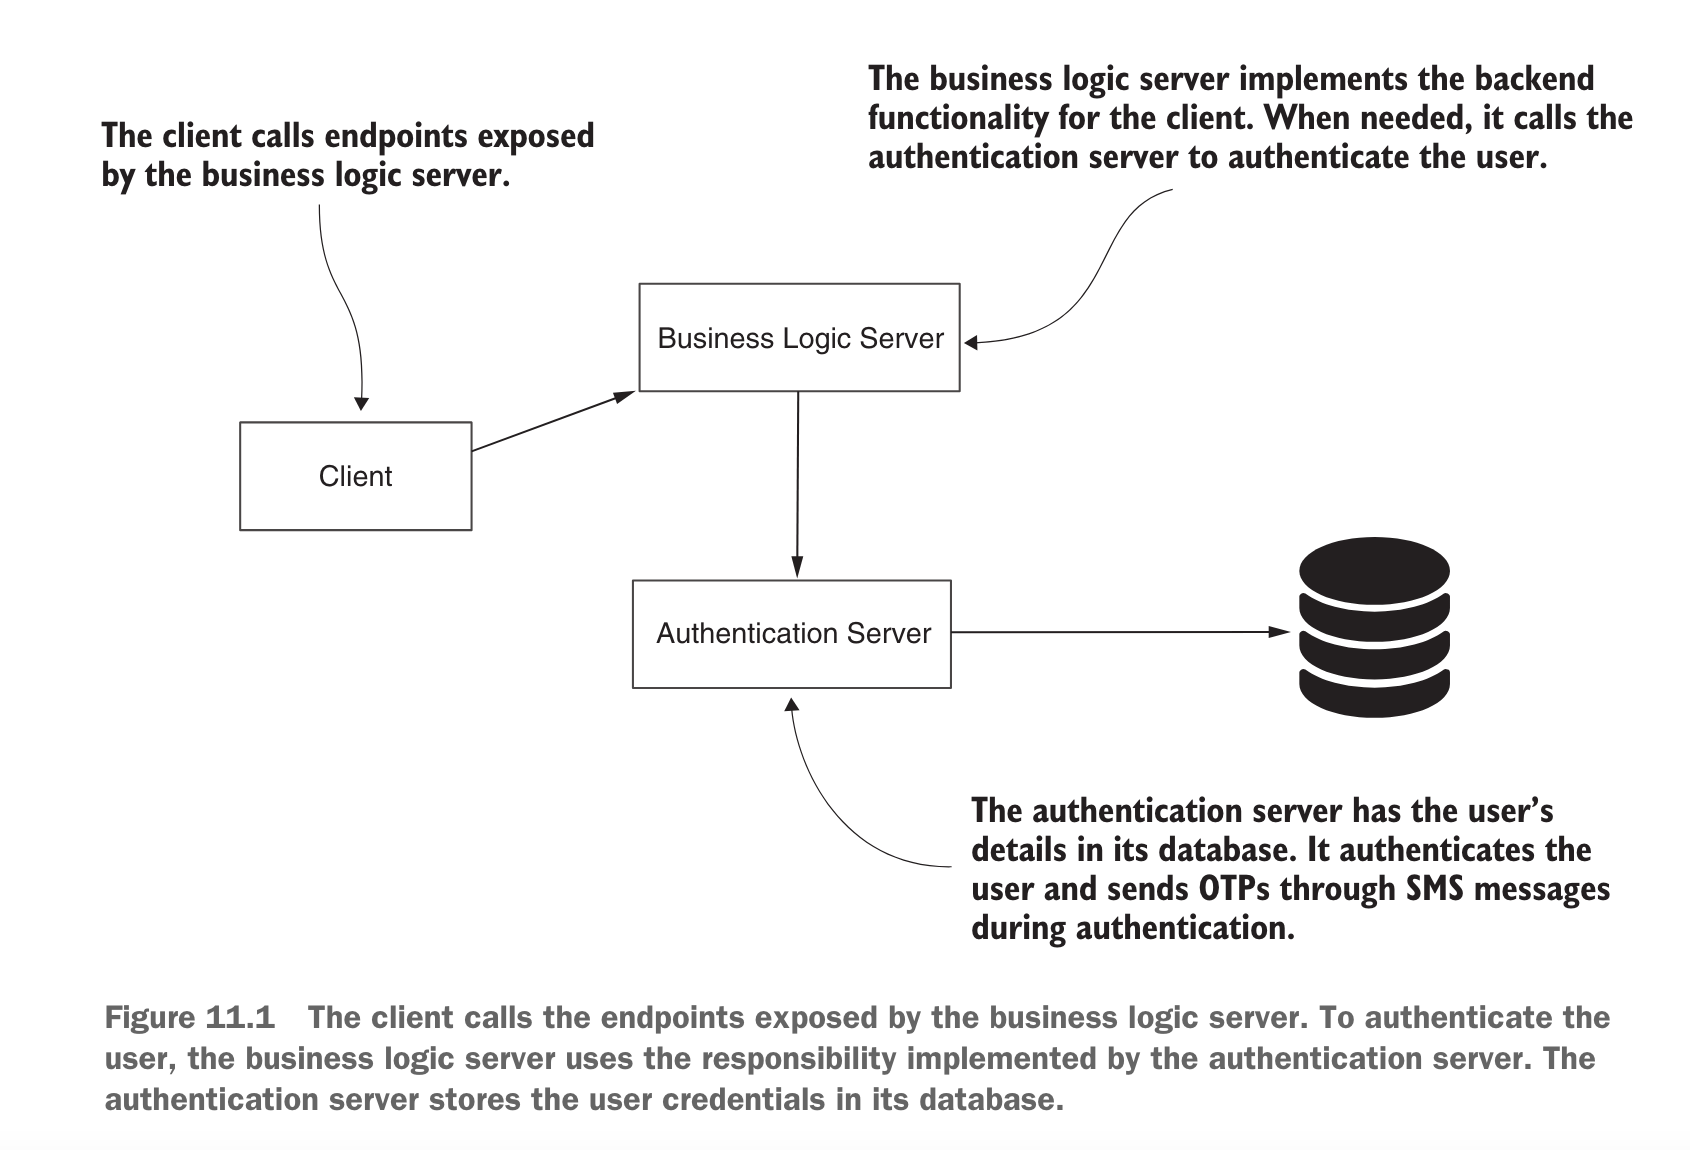 The business logic server implements the backend
functionality for the client. When needed, it calls the
authentication server to authenticate the user.
The client calls endpoints exposed
by the business logic server.
Business Logic Server
Client
Authentication Server
The authentication server has the user’s
details in its database. It authenticates the
user and sends OTPs through SMS messages
during authentication.
Figure 11.1 The client calls the endpoints exposed by the business logic server. To authenticate the
user, the business logic server uses the responsibility implemented by the authentication server. The
authentication server stores the user credentials in its database.